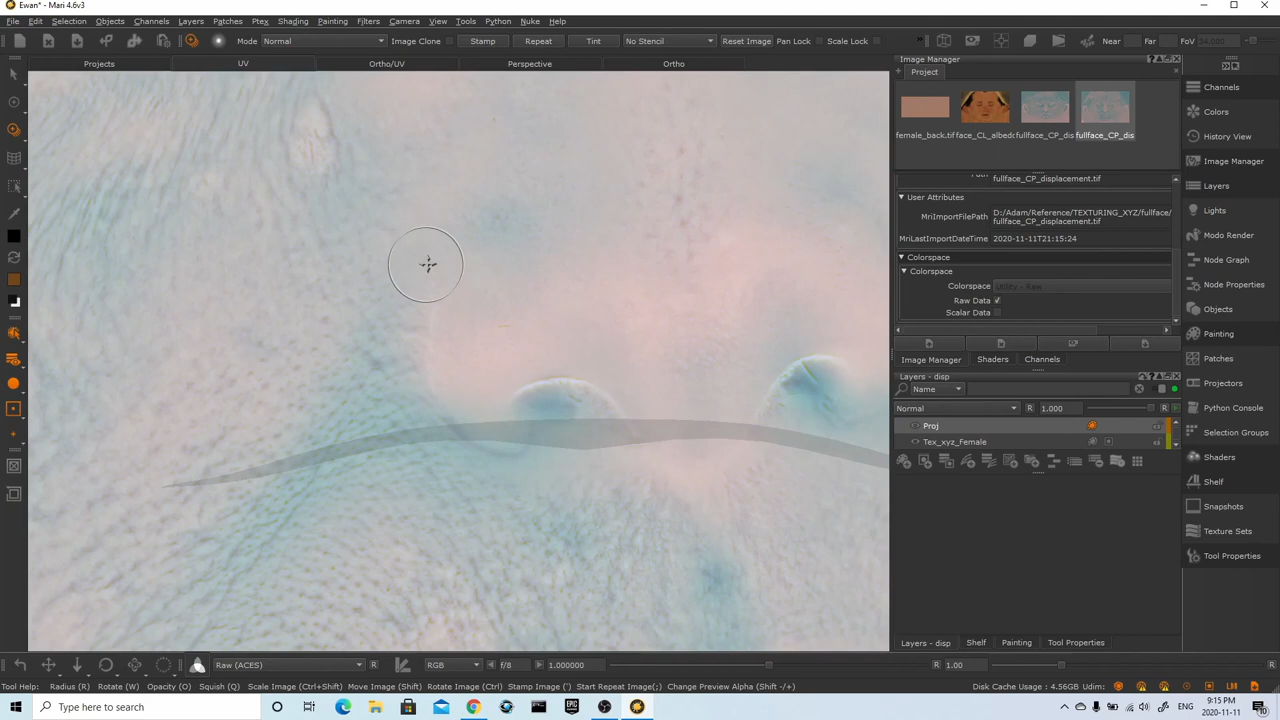 Ewan* - Mari 4.6v3
File Edit Selection Objects Channels Layers Patches Ptex Shading Painting Filters Camera View Tools Python Nuke Help
Mode Normal Image Clone Stamp Repeat Tint No Stencil Reset Image Pan Lock Scale Lock Near Far FoV 34.000
Projects UV Ortho/UV Perspective Ortho
Image Manager
Project
female_back.tif face_CL_albedo fullface_CP_dis fullface_CP_dis
Path
fullface_CP_displacement.tif
User Attributes
MriImportFilePath D:/Adam/Reference/TEXTURING_XYZ/fullface/
fullface_CP_displacement.tif
MriLastImportDateTime 2020-11-11T21:15:24
Colorspace
Colorspace
Colorspace Utility - Raw
Raw Data
Scalar Data
Image Manager Shaders Channels
Layers - disp
Name
Normal R 1.000 R
Proj
Tex_xyz_Female
Layers - disp Shelf Painting Tool Properties
Channels
Colors
History View
Image Manager
Layers
Lights
Modo Render
Node Graph
Node Properties
Objects
Painting
Patches
Projectors
Python Console
Selection Groups
Shaders
Shelf
Snapshots
Texture Sets
Tool Properties
Raw (ACES) R RGB f/8 1.000000 R 1.00 R
Tool Help: Radius (R) Rotate (W) Opacity (O) Squish (Q) Scale Image (Ctrl+Shift) Move Image (Shift) Rotate Image (Ctrl) Stamp Image (') Start Repeat Image(;) Change Preview Alpha (Shift -/+) Disk Cache Usage : 4.56GB Udim:
Type here to search
EPIC
9:15 PM
2020-11-11
10